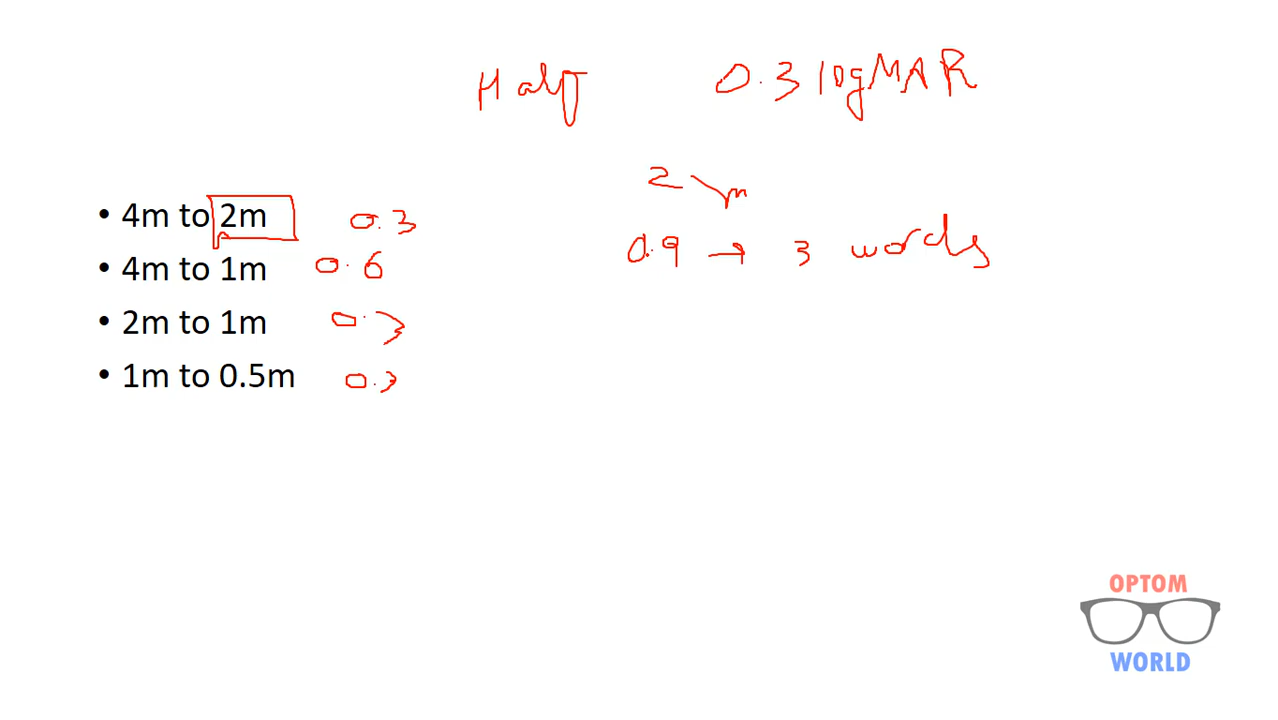 Half 0.3 logMAR
2 m
• 4m to 2m 0.3
0.9 → 3 words
• 4m to 1m 0.6
• 2m to 1m 0.3
• 1m to 0.5m 0.3
OPTOM
WORLD